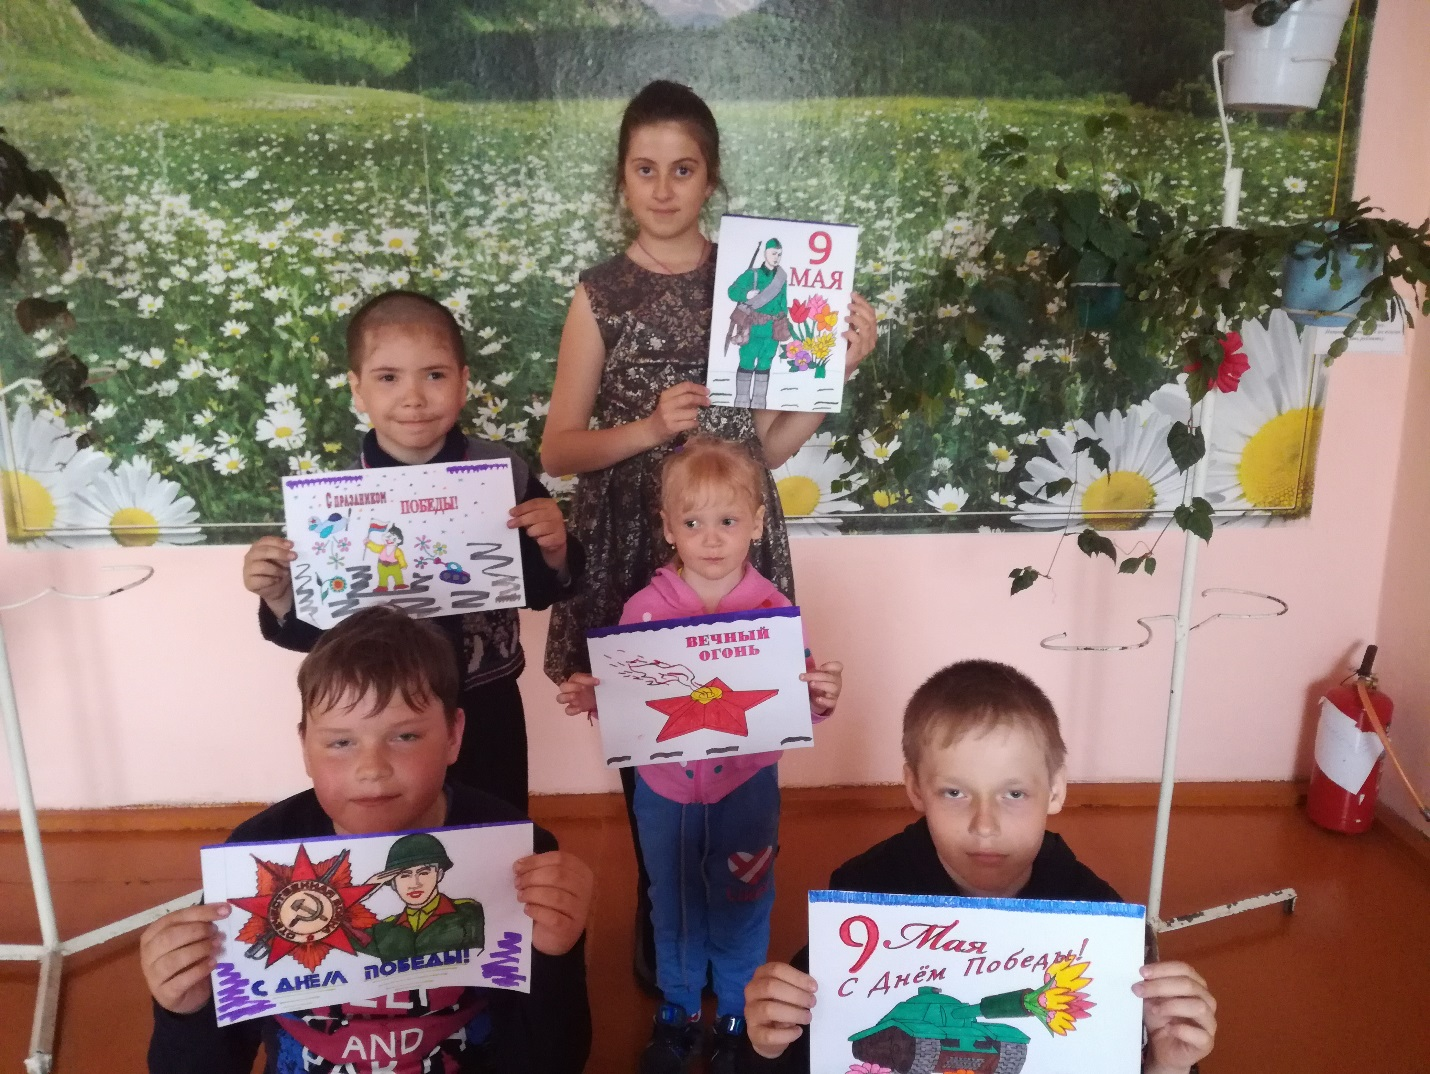 9
МАЯ
С ПРАЗДНИКОМ
ПОБЕДЫ!
ВЕЧНЫЙ
ОГОНЬ
С ДНЕМ ПОБЕДЫ!
AND
9 Мая
С Днём Победы!